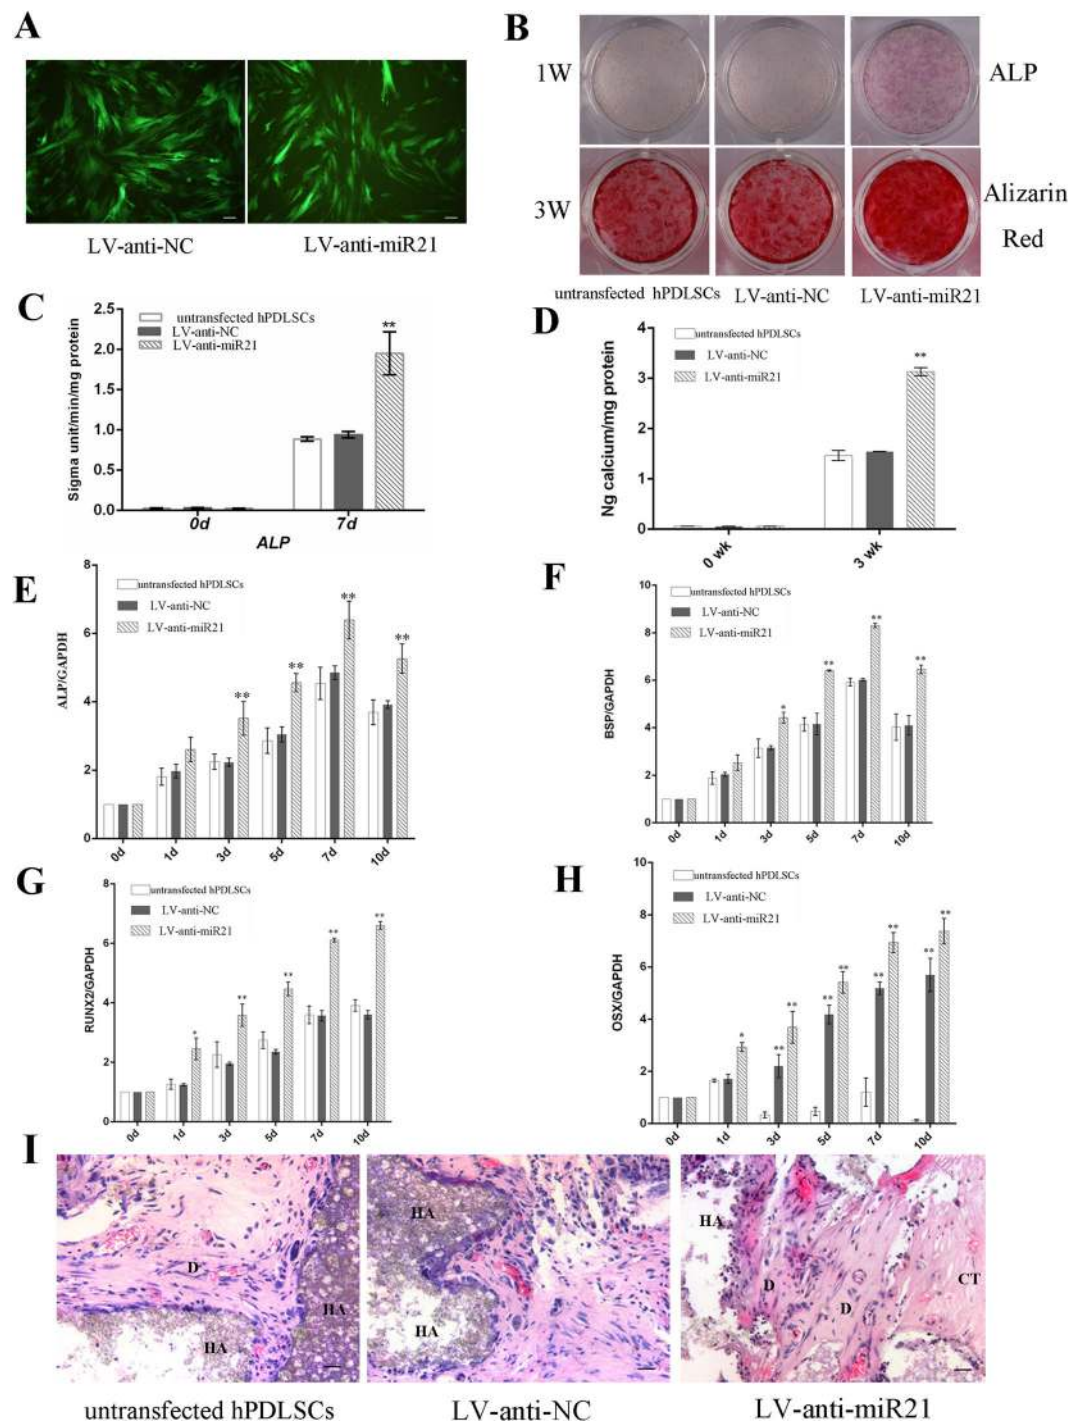 A
LV-anti-NC
LV-anti-miR21
B
1W
ALP
3W
Alizarin
Red
untransfected hPDLSCs
LV-anti-NC
LV-anti-miR21
C
Sigma unit/min/mg protein
2.5
2.0
1.5
1.0
0.5
0.0
untransfected hPDLSCs
LV-anti-NC
LV-anti-miR21
**
0d
7d
ALP
D
Ng calcium/mg protein
4
3
2
1
0
untransfected hPDLSCs
LV-anti-NC
LV-anti-miR21
**
0 wk
3 wk
E
ALP/GAPDH
8
6
4
2
0
untransfected hPDLSCs
LV-anti-NC
LV-anti-miR21
**
**
**
**
0d
1d
3d
5d
7d
10d
F
BSP/GAPDH
10
8
6
4
2
0
untransfected hPDLSCs
LV-anti-NC
LV-anti-miR21
*
**
**
**
0d
1d
3d
5d
7d
10d
G
RUNX2/GAPDH
8
6
4
2
0
untransfected hPDLSCs
LV-anti-NC
LV-anti-miR21
*
**
**
**
**
0d
1d
3d
5d
7d
10d
H
OSX/GAPDH
10
8
6
4
2
0
untransfected hPDLSCs
LV-anti-NC
LV-anti-miR21
*
**
**
**
**
**
**
**
**
0d
1d
3d
5d
7d
10d
I
D
HA
HA
untransfected hPDLSCs
HA
HA
LV-anti-NC
HA
D
D
CT
LV-anti-miR21